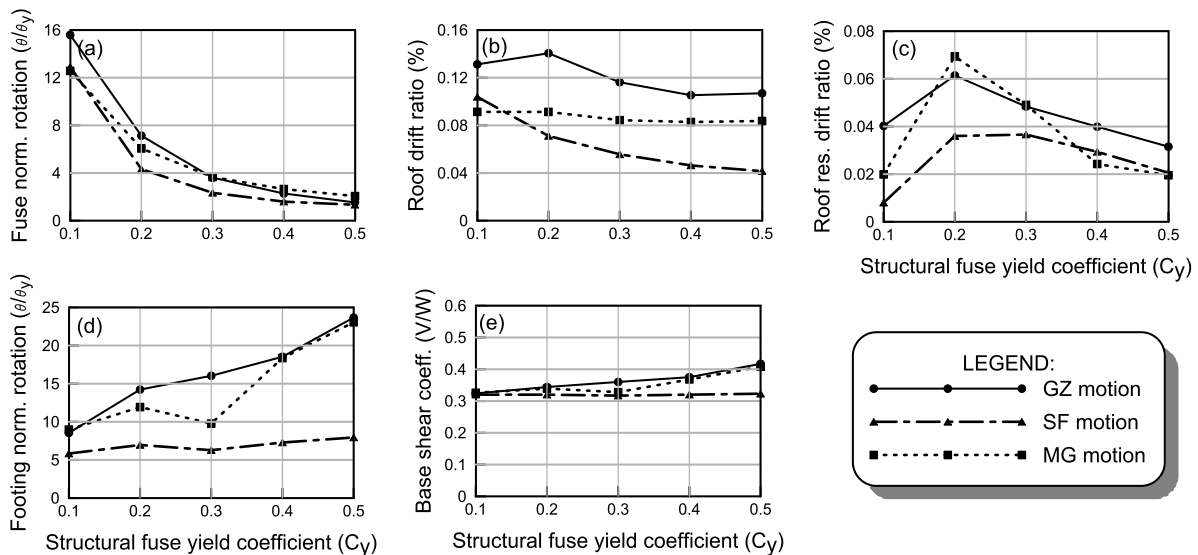 Fuse norm. rotation (θ/θy)
(a)
16
12
8
4
0
0.1 0.2 0.3 0.4 0.5
Roof drift ratio (%)
(b)
0.16
0.12
0.08
0.04
0
0.1 0.2 0.3 0.4 0.5
Roof res. drift ratio (%)
(c)
0.08
0.06
0.04
0.02
0
0.1 0.2 0.3 0.4 0.5
Structural fuse yield coefficient (Cy)
Footing norm. rotation (θ/θy)
(d)
25
20
15
10
5
0
0.1 0.2 0.3 0.4 0.5
Structural fuse yield coefficient (Cy)
Base shear coeff. (V/W)
(e)
0.6
0.5
0.4
0.3
0.2
0.1
0
0.1 0.2 0.3 0.4 0.5
Structural fuse yield coefficient (Cy)
LEGEND:
GZ motion
SF motion
MG motion